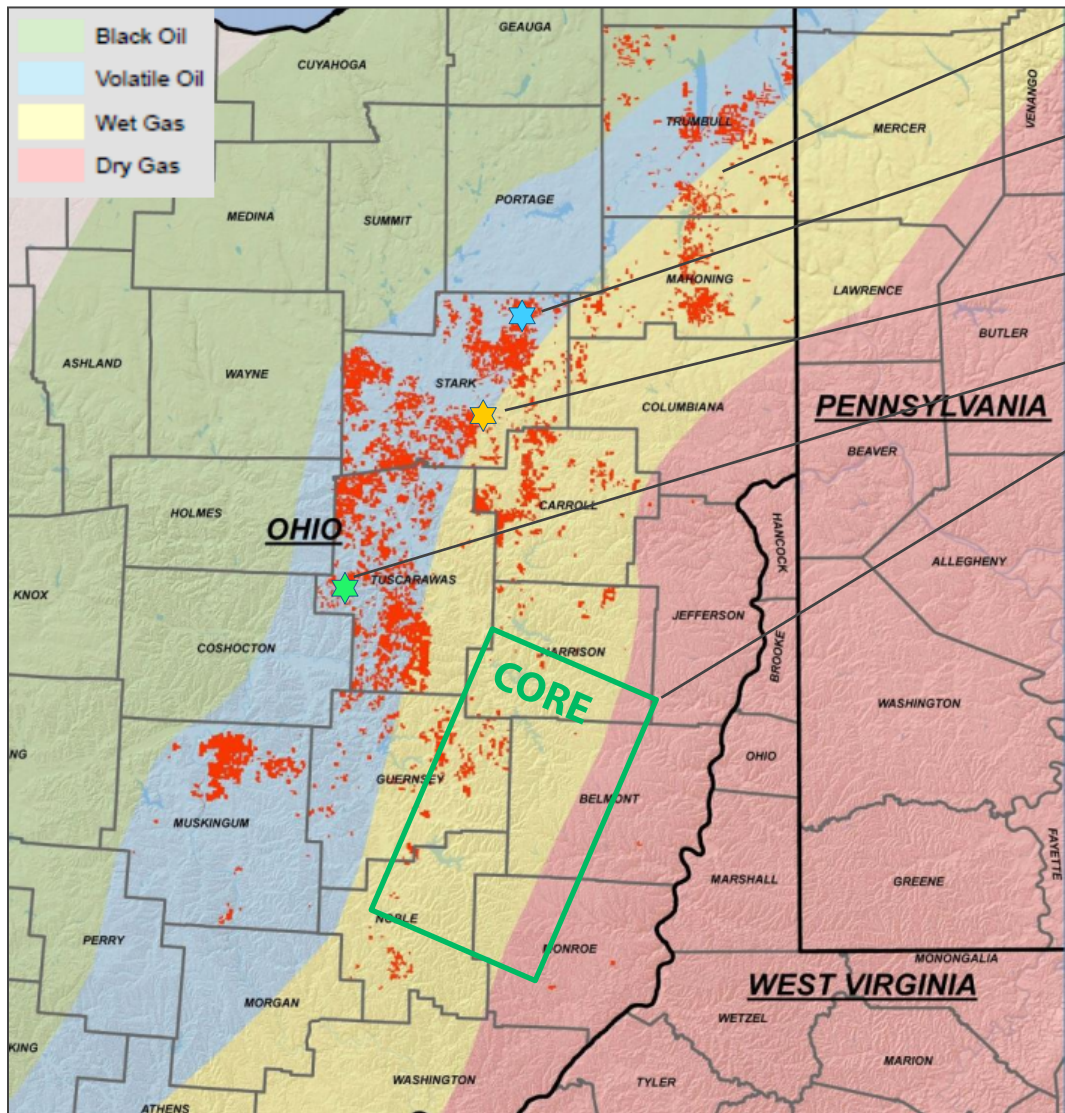 Black Oil
Volatile Oil
Wet Gas
Dry Gas
GEAUGA
CUYAHOGA
VENANGO
TRUMBULL
MERCER
PORTAGE
MEDINA
SUMMIT
MAHONING
LAWRENCE
BUTLER
ASHLAND
WAYNE
STARK
COLUMBIANA
PENNSYLVANIA
BEAVER
HOLMES
CARROLL
OHIO
HANCOCK
ALLEGHENY
TUSCARAWAS
KNOX
JEFFERSON
COSHOCTON
HARRISON
BROOKE
CORE
WASHINGTON
NG
OHIO
GUERNSEY
BELMONT
MUSKINGUM
FAYETTE
MARSHALL
GREENE
NOBLE
PERRY
MONROE
MONONGALIA
WEST VIRGINIA
MORGAN
WETZEL
KING
MARION
WASHINGTON
TYLER
ATHENS